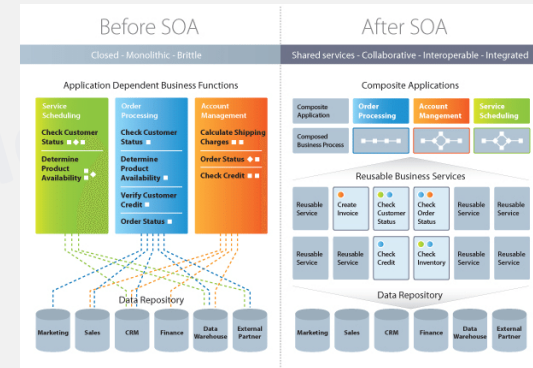 Before SOA
Closed - Monolithic - Brittle
Application Dependent Business Functions
Service
Scheduling
Check Customer
Status
Determine
Product
Availability
Order
Processing
Check Customer
Status
Determine
Product
Availability
Verify Customer
Credit
Order Status
Account
Management
Calculate Shipping
Charges
Order Status
Check Credit
Data Repository
Marketing
Sales
CRM
Finance
Data
Warehouse
External
Partner
After SOA
Shared services - Collaborative - Interoperable - Integrated
Composite Applications
Composite
Application
Order
Processing
Account
Mangement
Service
Scheduling
Composed
Business Process
Reusable Business Services
Reusable
Service
Create
Invoice
Check
Customer
Status
Check
Order
Status
Reusable
Service
Reusable
Service
Reusable
Service
Reusable
Service
Check
Credit
Check
Inventory
Reusable
Service
Reusable
Service
Data Repository
Marketing
Sales
CRM
Finance
Data
Warehouse
External
Partner